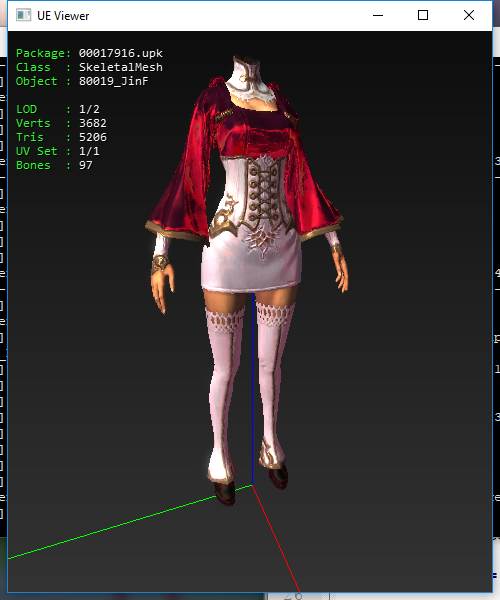 UE Viewer
Package: 00017916.upk
Class : SkeletalMesh
Object : 80019_JinF
LOD : 1/2
Verts : 3682
Tris : 5206
UV Set : 1/1
Bones : 97